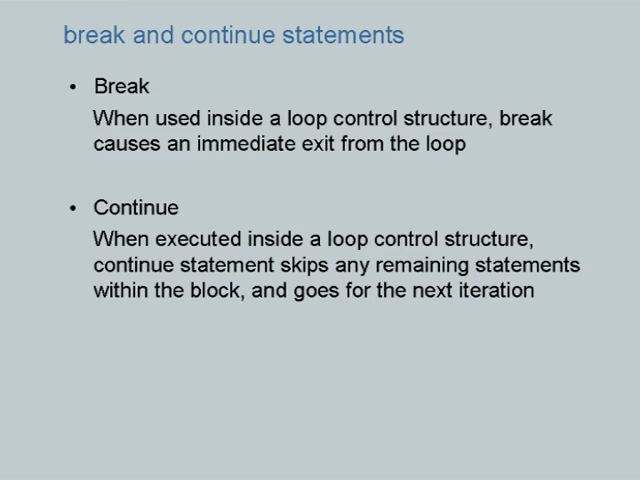 break and continue statements
• Break
When used inside a loop control structure, break
causes an immediate exit from the loop
• Continue
When executed inside a loop control structure,
continue statement skips any remaining statements
within the block, and goes for the next iteration